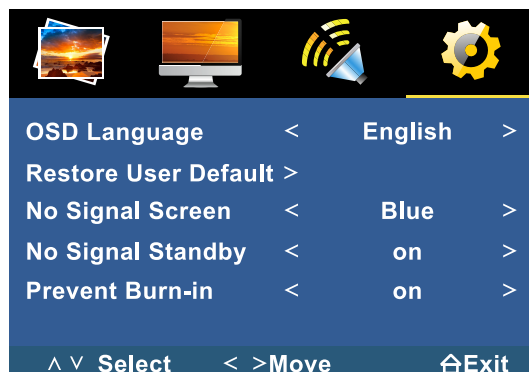 OSD Language < English >
Restore User Default >
No Signal Screen < Blue >
No Signal Standby < on >
Prevent Burn-in < on >
∧ ∨ Select < >Move Exit